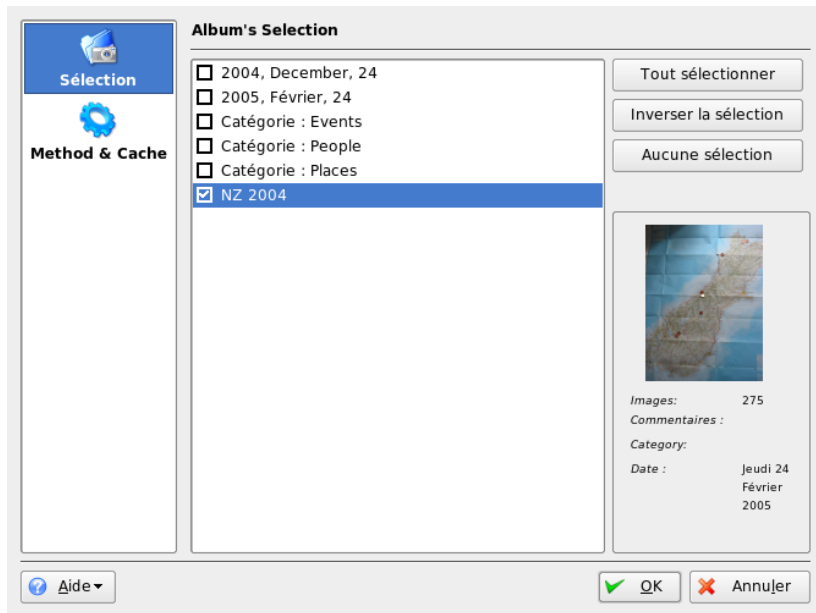 Album's Selection
Sélection
Method & Cache
2004, December, 24
2005, Février, 24
Catégorie : Events
Catégorie : People
Catégorie : Places
NZ 2004
Tout sélectionner
Inverser la sélection
Aucune sélection
Images: 275
Commentaires :
Category:
Date : Jeudi 24
Février
2005
Aide
OK
Annuler